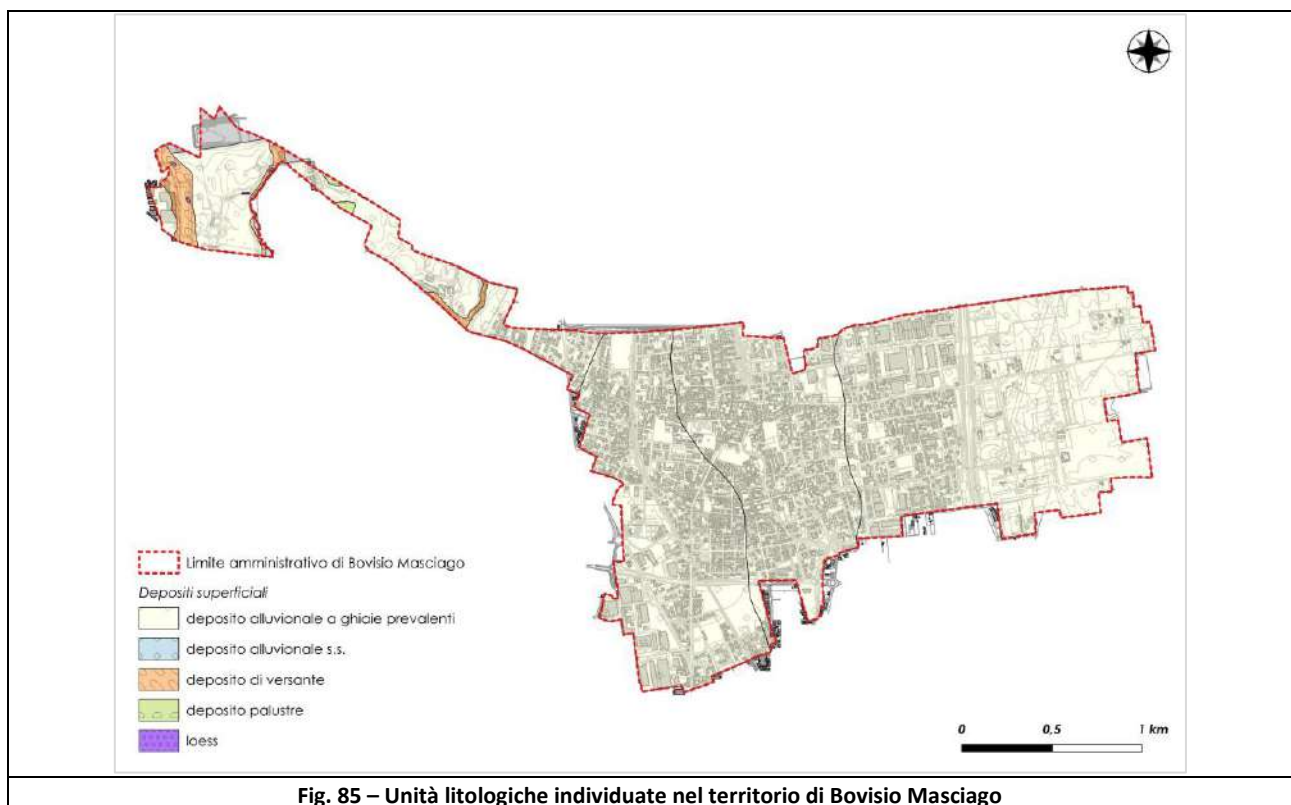 Limite amministrativo di Bovisio Masciago
Depositi superficiali
deposito alluvionale a ghiaie prevalenti
deposito alluvionale s.s.
deposito di versante
deposito palustre
loess
0 0,5 1 km
Fig. 85 – Unità litologiche individuate nel territorio di Bovisio Masciago